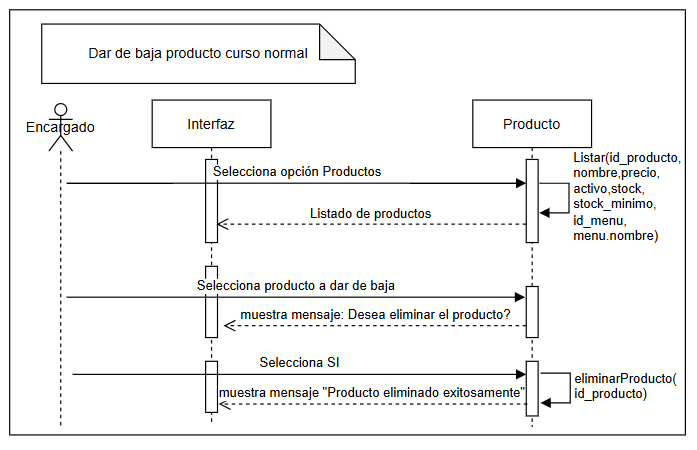 Dar de baja producto curso normal
Encargado
Interfaz
Producto
Selecciona opción Productos
Listar(id_producto,
nombre,precio,
activo,stock,
stock_minimo,
id_menu,
menu.nombre)
Listado de productos
Selecciona producto a dar de baja
muestra mensaje: Desea eliminar el producto?
Selecciona SI
eliminarProducto(
id_producto)
muestra mensaje "Producto eliminado exitosamente"